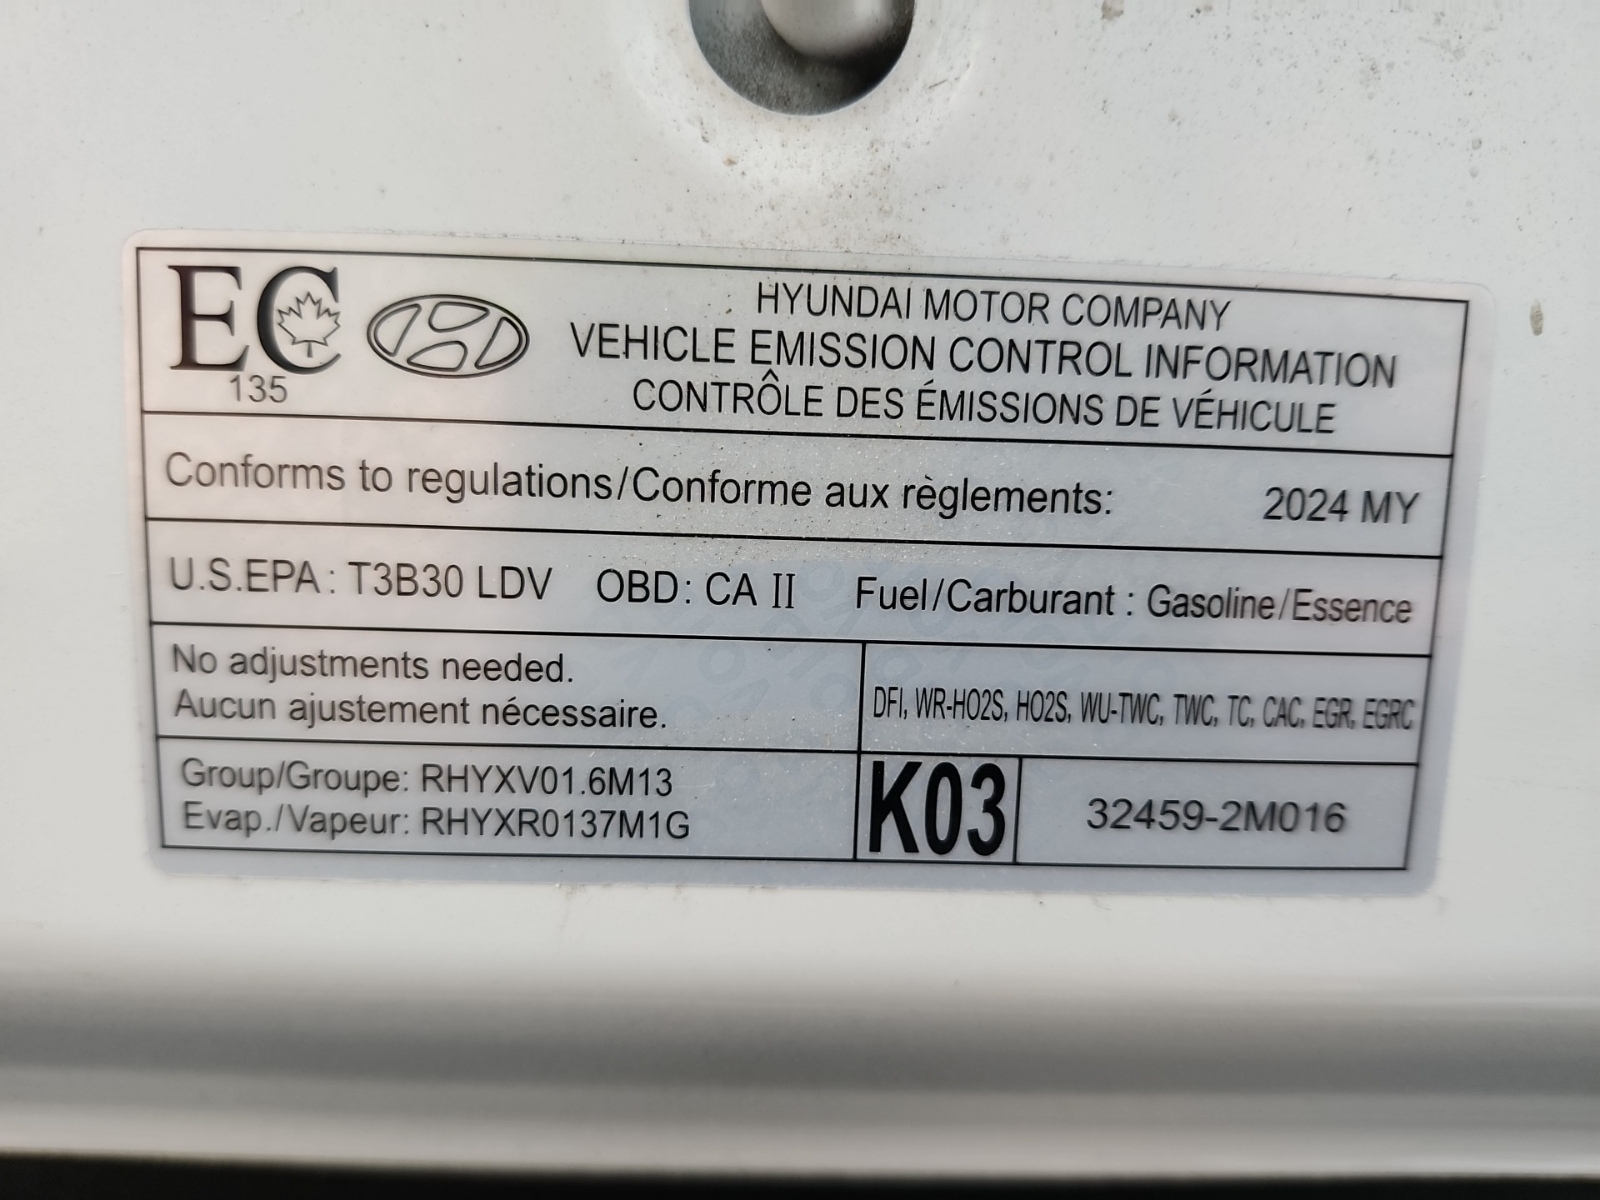 EC
135
HYUNDAI MOTOR COMPANY
VEHICLE EMISSION CONTROL INFORMATION
CONTRÔLE DES ÉMISSIONS DE VÉHICULE
Conforms to regulations/Conforme aux règlements: 2024 MY
U.S.EPA: T3B30 LDV OBD: CA II Fuel/Carburant : Gasoline/Essence
No adjustments needed.
Aucun ajustement nécessaire.
DFI, WR-HO2S, HO2S, WU-TWC, TWC, TC, CAC, EGR, EGRC
Group/Groupe: RHYXV01.6M13
Evap./Vapeur: RHYXR0137M1G
K03
32459-2M016